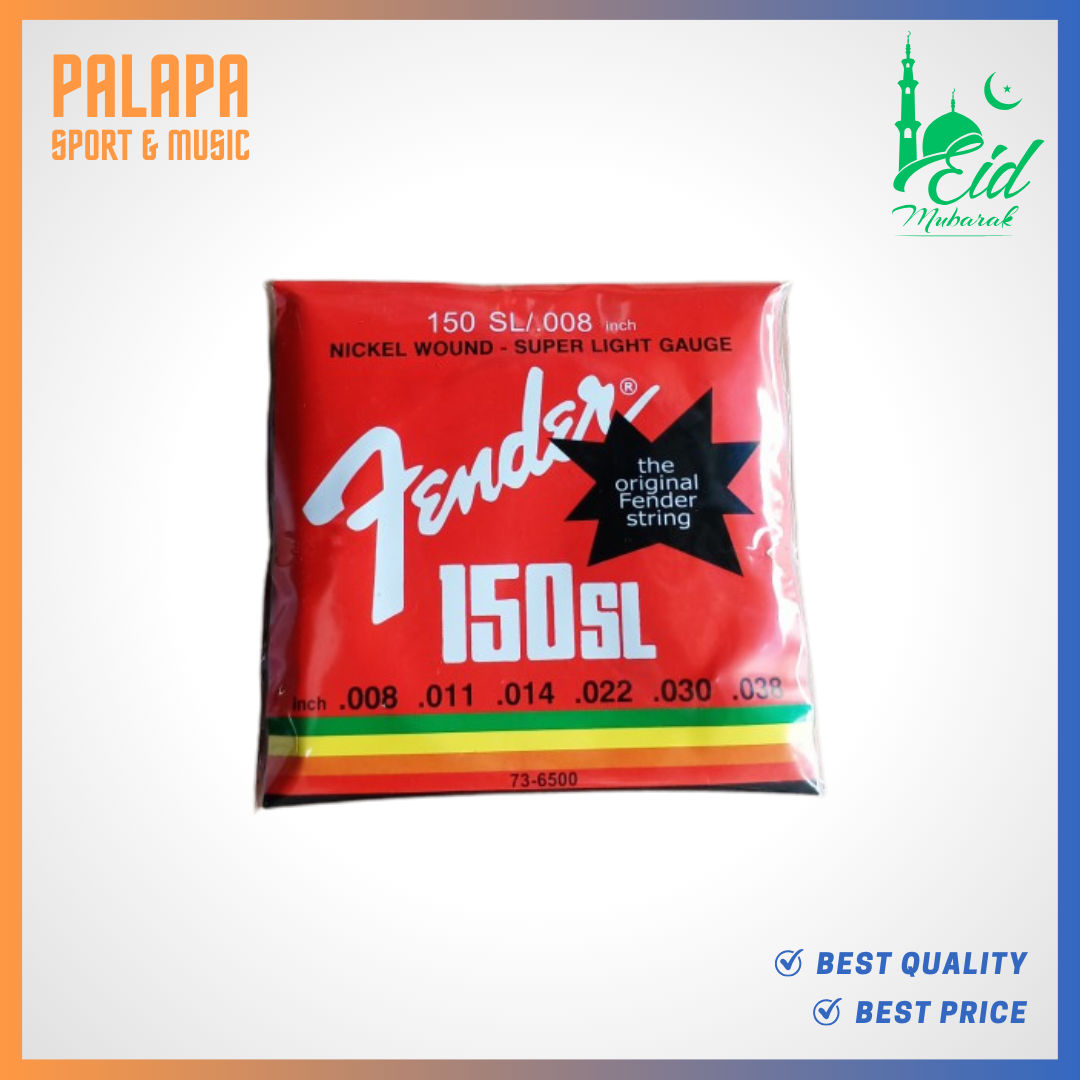 PALAPA
SPORT & MUSIC
Eid
Mubarak
150 SL/.008 inch
NICKEL WOUND - SUPER LIGHT GAUGE
Fender®
the
original
Fender
string
150SL
inch .008 .011 .014 .022 .030 .038
73-6500
BEST QUALITY
BEST PRICE